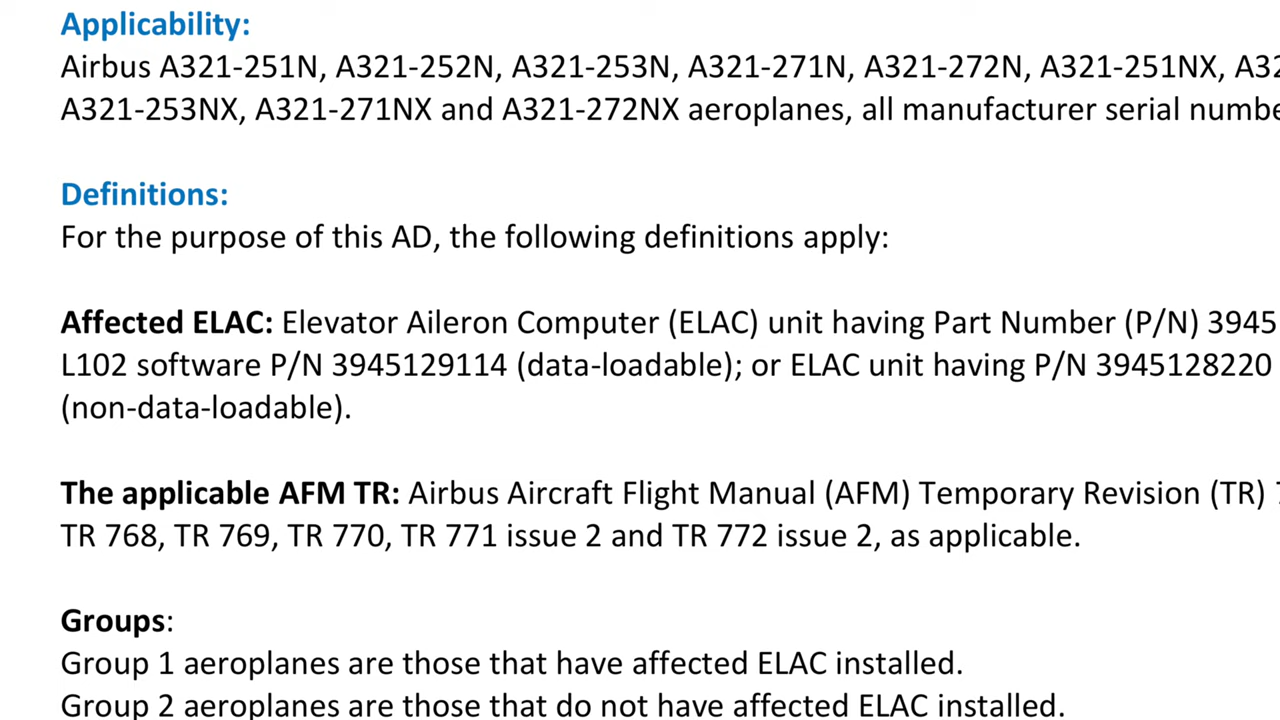 Applicability:
Airbus A321-251N, A321-252N, A321-253N, A321-271N, A321-272N, A321-251NX,
A321-253NX, A321-271NX and A321-272NX aeroplanes, all manufacturer serial
Definitions:
For the purpose of this AD, the following definitions apply:
Affected ELAC: Elevator Aileron Computer (ELAC) unit having Part Number (P/N) 3945
L102 software P/N 3945129114 (data-loadable); or ELAC unit having P/N 3945128220
(non-data-loadable).
The applicable AFM TR: Airbus Aircraft Flight Manual (AFM) Temporary Revision (TR)
TR 768, TR 769, TR 770, TR 771 issue 2 and TR 772 issue 2, as applicable.
Groups:
Group 1 aeroplanes are those that have affected ELAC installed.
Group 2 aeroplanes are those that do not have affected ELAC installed.